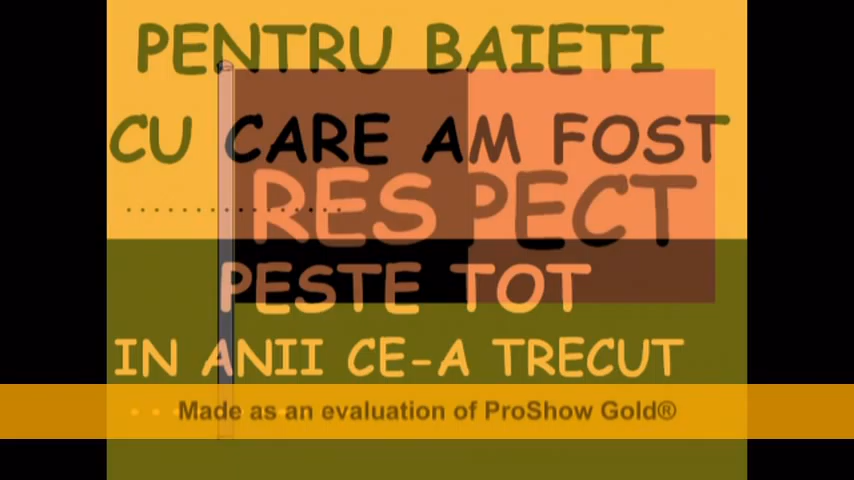 PENTRU BAIETI
CU CARE AM FOST
....................
RESPECT
PESTE TOT
IN ANII CE-A TRECUT
Made as an evaluation of ProShow Gold®